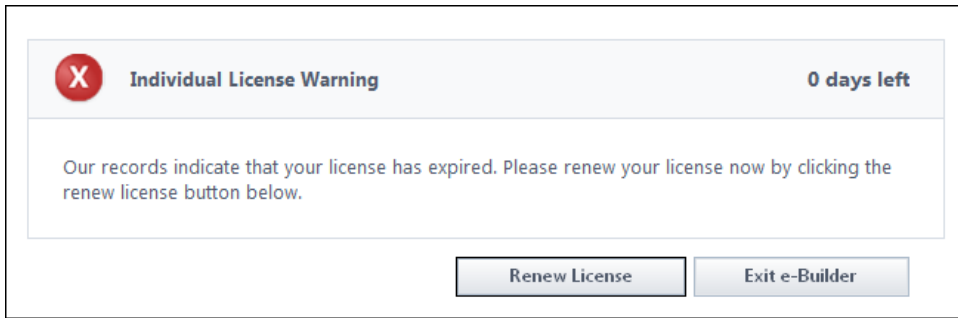 X
Individual License Warning
0 days left
Our records indicate that your license has expired. Please renew your license now by clicking the
renew license button below.
Renew License
Exit e-Builder